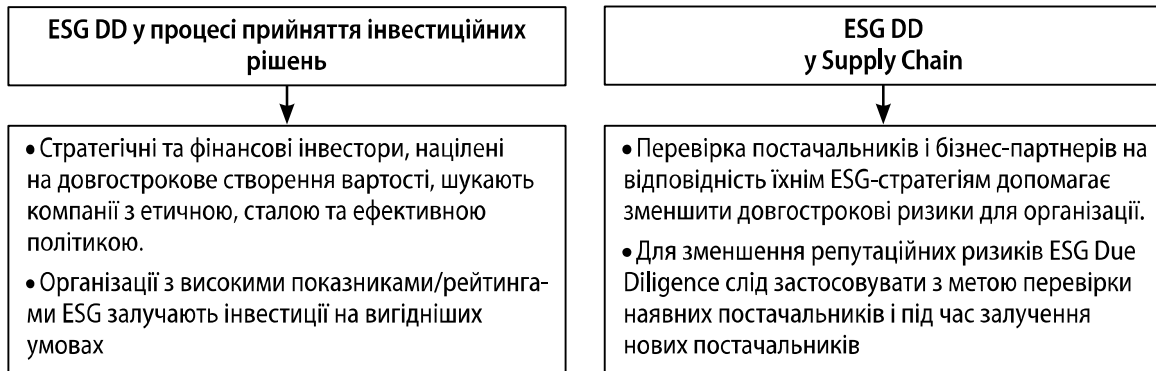 ESG DD у процесі прийняття інвестиційних
рішень
• Стратегічні та фінансові інвестори, націлені
на довгострокове створення вартості, шукають
компанії з етичною, сталою та ефективною
політикою.
• Організації з високими показниками/рейтинга-
ми ESG залучають інвестиції на вигідніших
умовах
ESG DD
у Supply Chain
• Перевірка постачальників і бізнес-партнерів на
відповідність їхнім ESG-стратегіям допомагає
зменшити довгострокові ризики для організації.
• Для зменшення репутаційних ризиків ESG Due
Diligence слід застосовувати з метою перевірки
наявних постачальників і під час залучення
нових постачальників